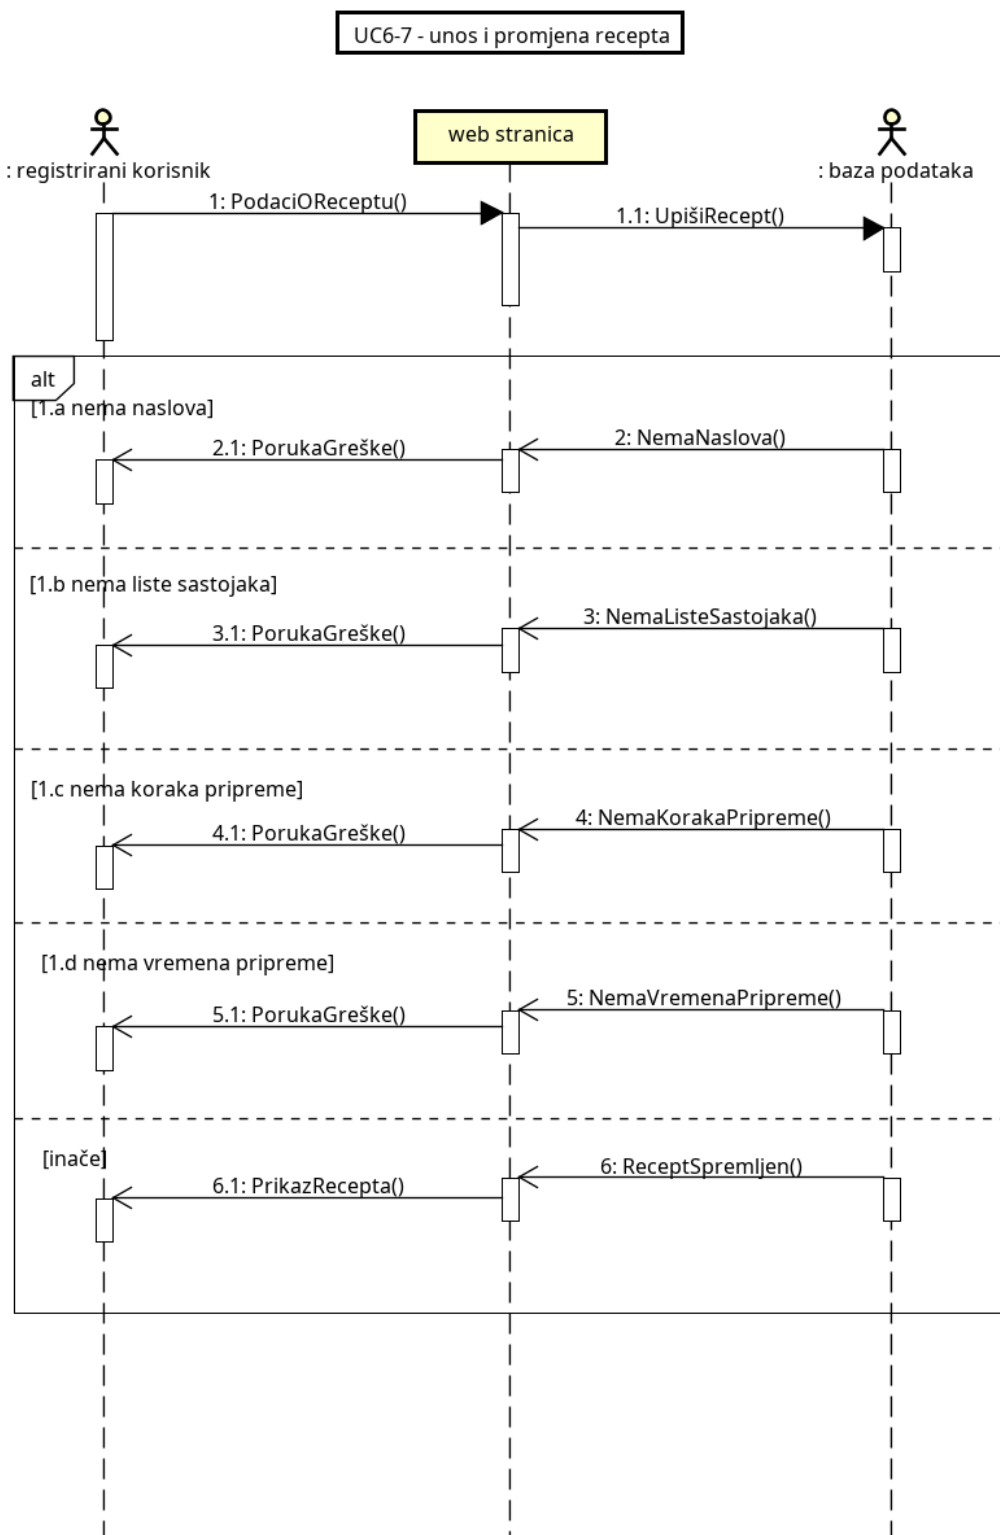 UC6-7 - unos i promjena recepta
: registrirani korisnik
web stranica
: baza podataka
1: PodaciOReceptu()
1.1: UpišiRecept()
alt
[1.a nema naslova]
2: NemaNaslova()
2.1: PorukaGreške()
[1.b nema liste sastojaka]
3: NemaListeSastojaka()
3.1: PorukaGreške()
[1.c nema koraka pripreme]
4: NemaKorakaPripreme()
4.1: PorukaGreške()
[1.d nema vremena pripreme]
5: NemaVremenaPripreme()
5.1: PorukaGreške()
[inače]
6: ReceptSpremljen()
6.1: PrikazRecepta()